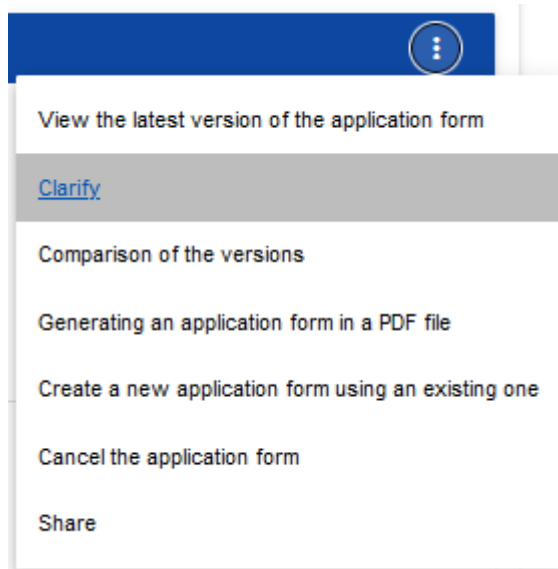 View the latest version of the application form
Clarify
Comparison of the versions
Generating an application form in a PDF file
Create a new application form using an existing one
Cancel the application form
Share